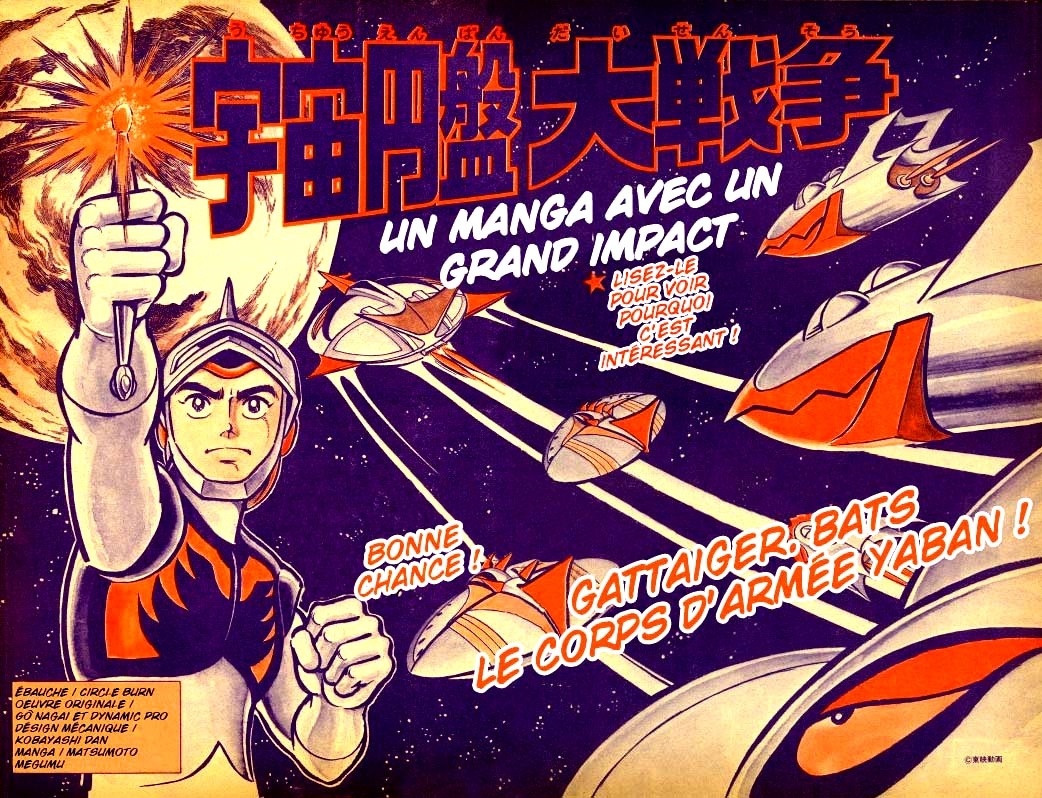 うちゅうえんばんだいせんそう
宇宙円盤大戦争
UN MANGA AVEC UN
GRAND IMPACT
★ LISEZ-LE
POUR VOIR
POURQUOI
C'EST
INTÉRESSANT !
BONNE
CHANCE !
GATTAIGER, BATS
LE CORPS D'ARMÉE YABAN !
ÉBAUCHE / CIRCLE BURN
OEUVRE ORIGINALE /
GÔ NAGAI ET DYNAMIC PRO
DÉSIGN MÉCANIQUE /
KOBAYASHI DAN
MANGA / MATSUMOTO
MEGUMU
©東映動画